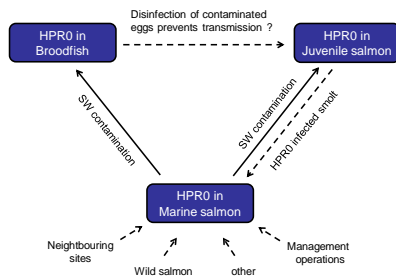 Disinfection of contaminated
eggs prevents transmission ?
HPR0 in
Broodfish
HPR0 in
Juvenile salmon
SW contamination
SW contamination
HPR0 infected smolt
HPR0 in
Marine salmon
Neighbouring
sites
Wild salmon
other
Management
operations